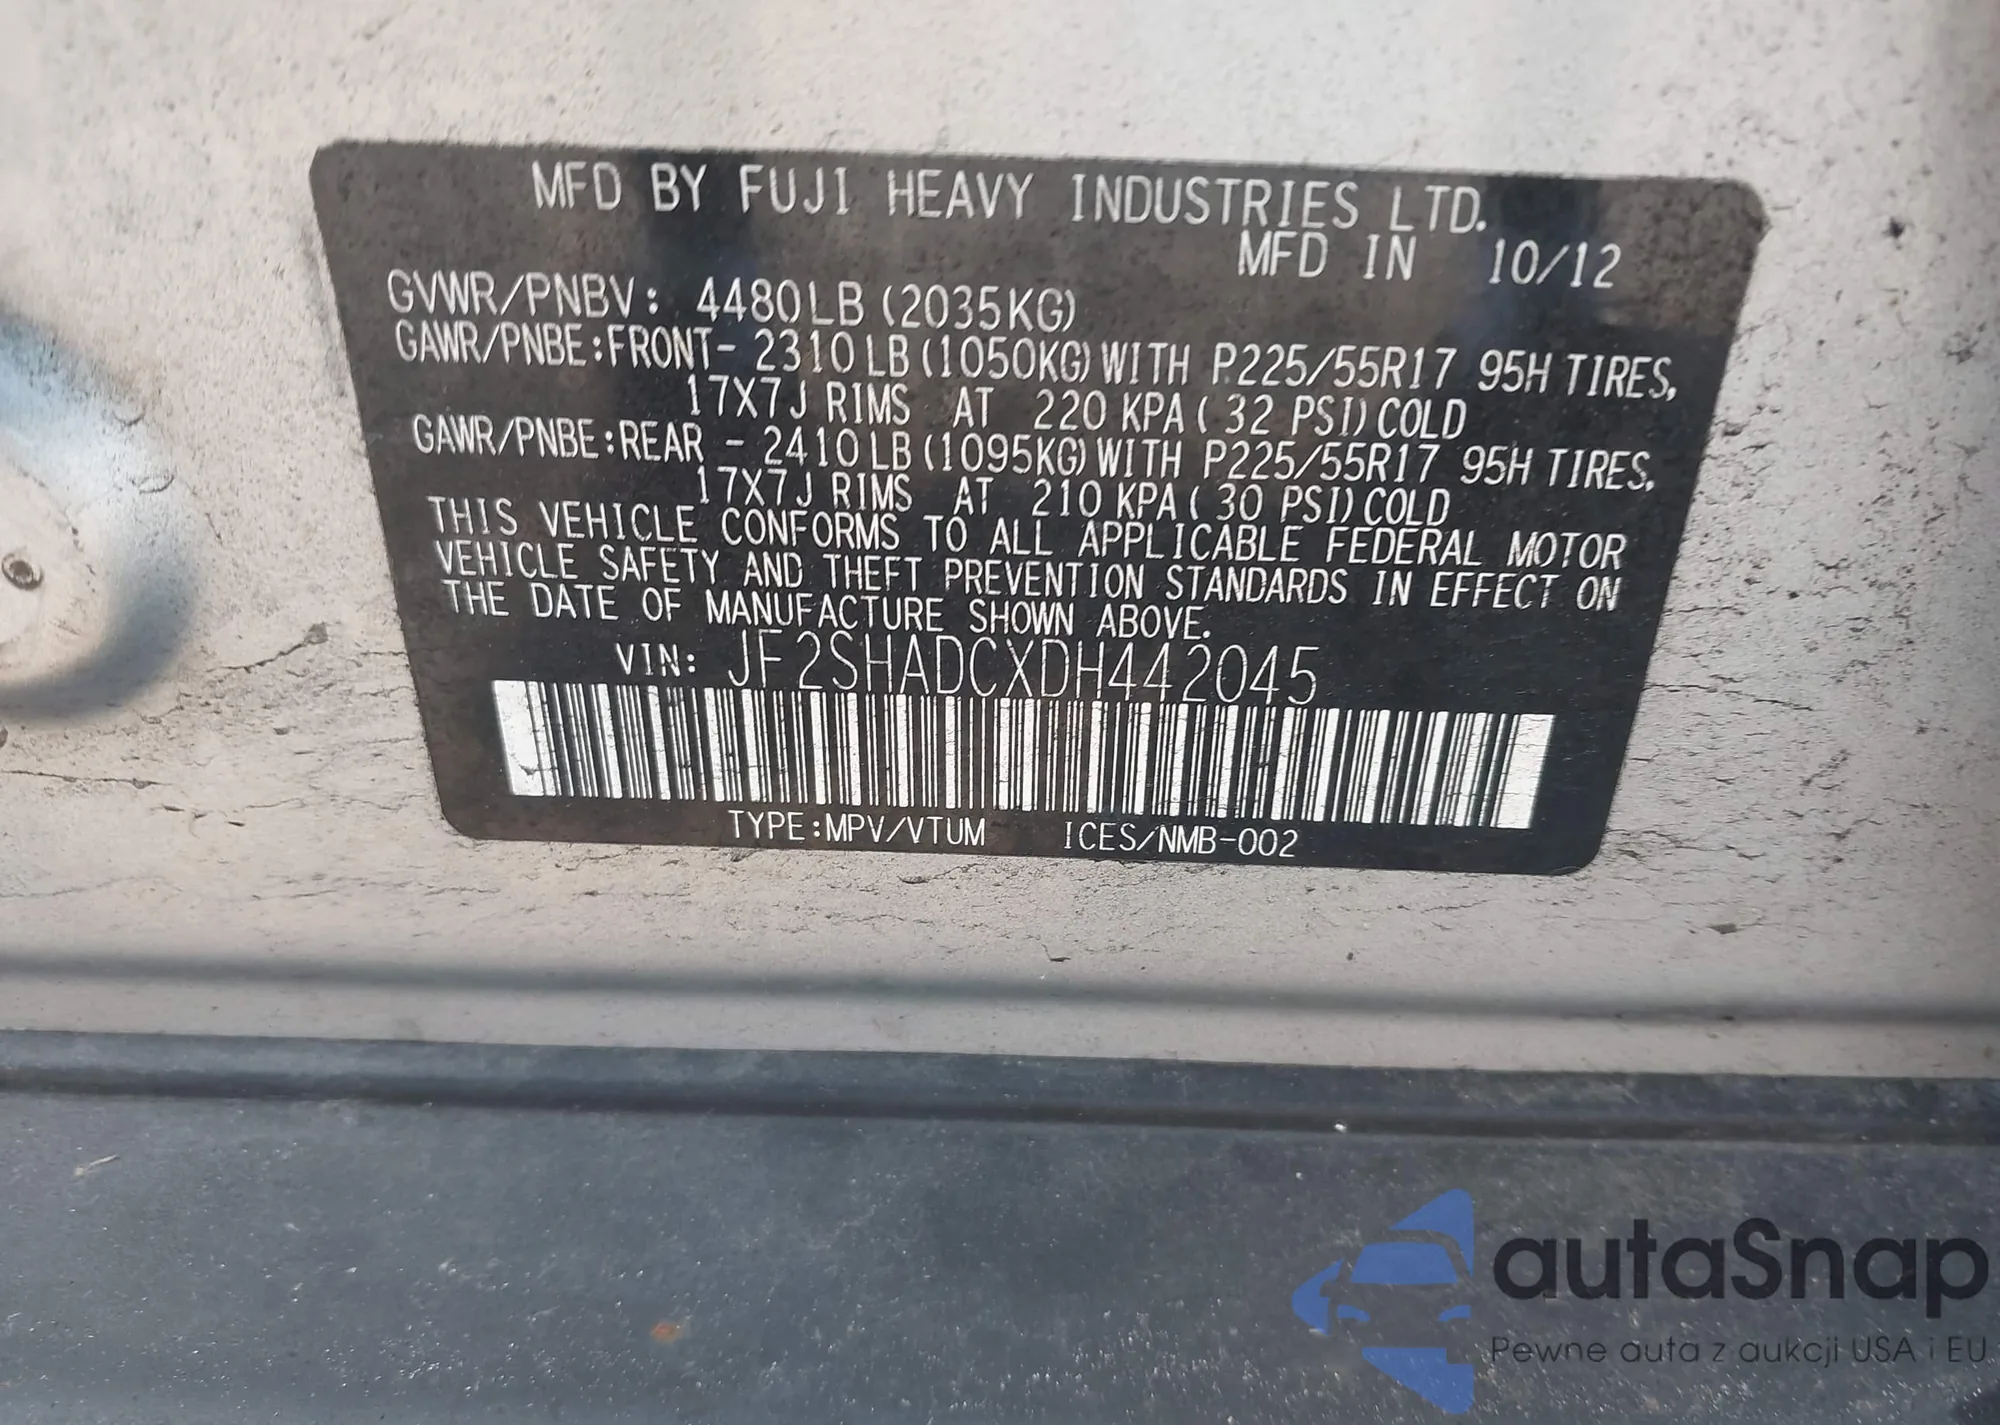 MFD BY FUJI HEAVY INDUSTRIES LTD.
MFD IN 10/12
GVWR/PNBV: 4480LB (2035KG)
GAWR/PNBE:FRONT- 2310LB (1050KG) WITH P225/55R17 95H TIRES,
17X7J RIMS AT 220 KPA ( 32 PSI) COLD
GAWR/PNBE:REAR - 2410LB (1095KG) WITH P225/55R17 95H TIRES,
17X7J RIMS AT 210 KPA ( 30 PSI) COLD
THIS VEHICLE CONFORMS TO ALL APPLICABLE FEDERAL MOTOR
VEHICLE SAFETY AND THEFT PREVENTION STANDARDS IN EFFECT ON
THE DATE OF MANUFACTURE SHOWN ABOVE.
VIN: JF2SHADCXDH442045
TYPE:MPV/VTUM ICES/NMB-002
autaSnap
Pewne auta z aukcji USA i EU